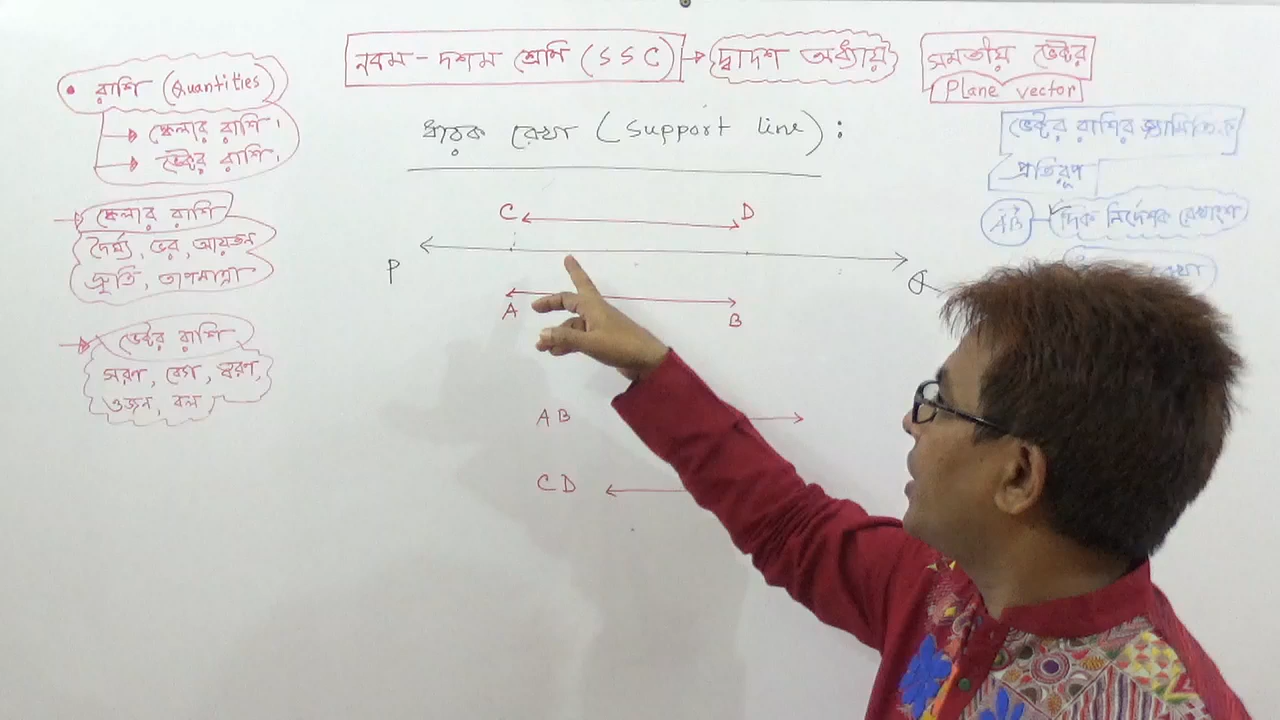 নবম - দশম শ্রেণি (SSC) → দ্বাদশ অধ্যায়
সমতলীয় ভেক্টর
Plane vector
• রাশি (Quantities)
→ স্কেলার রাশি।
→ ভেক্টর রাশি।
→ স্কেলার রাশি
দৈর্ঘ্য, ভর, আয়তন
দ্রুতি, তাপমাত্রা
→ ভেক্টর রাশি
সরণ, বেগ, ত্বরণ,
ওজন, বল
ধারক রেখা (Support line) :
C D
P Q
A B
AB
CD
ভেক্টর রাশির জ্যামিতিক
প্রতিরূপ
AB দিক নির্দেশক রেখাংশ
রেখা